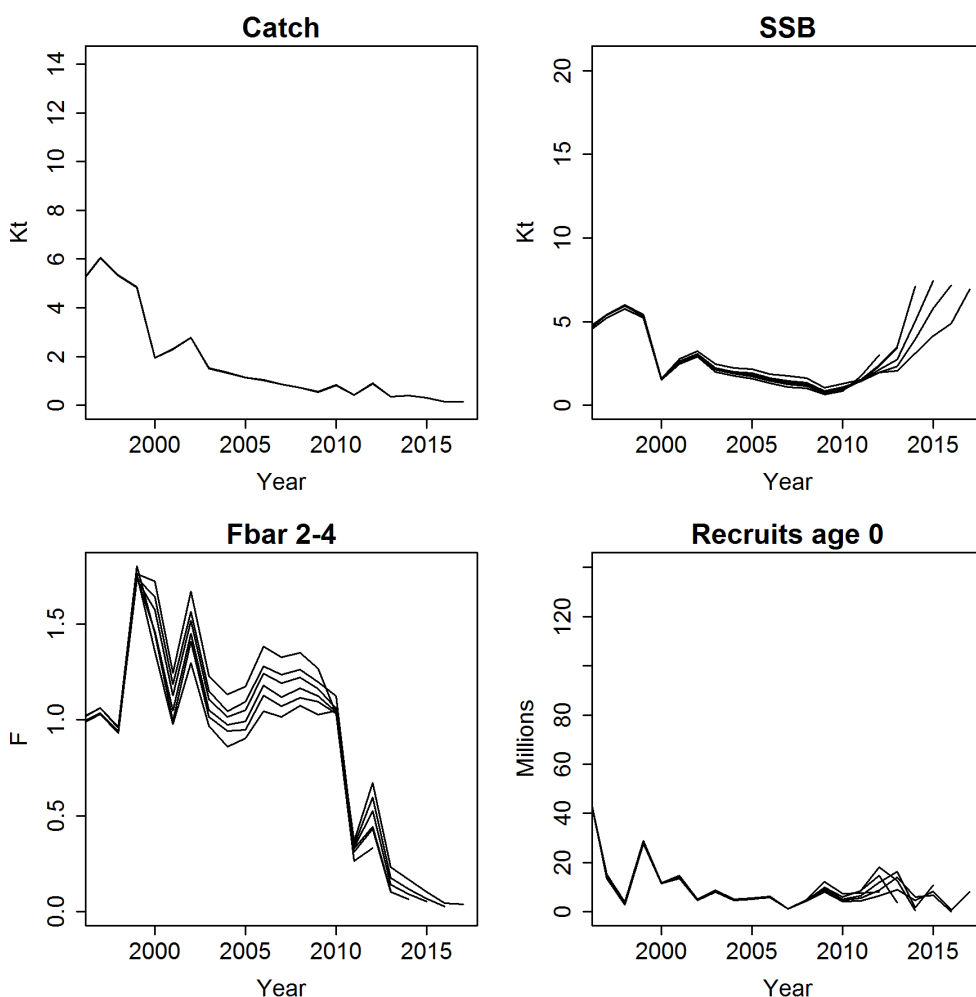 Catch
Kt
0 2 4 6 8 10 12 14
2000 2005 2010 2015
Year
SSB
Kt
0 5 10 15 20
2000 2005 2010 2015
Year
Fbar 2-4
F
0.0 0.5 1.0 1.5
2000 2005 2010 2015
Year
Recruits age 0
Millions
0 20 40 60 80 120
2000 2005 2010 2015
Year